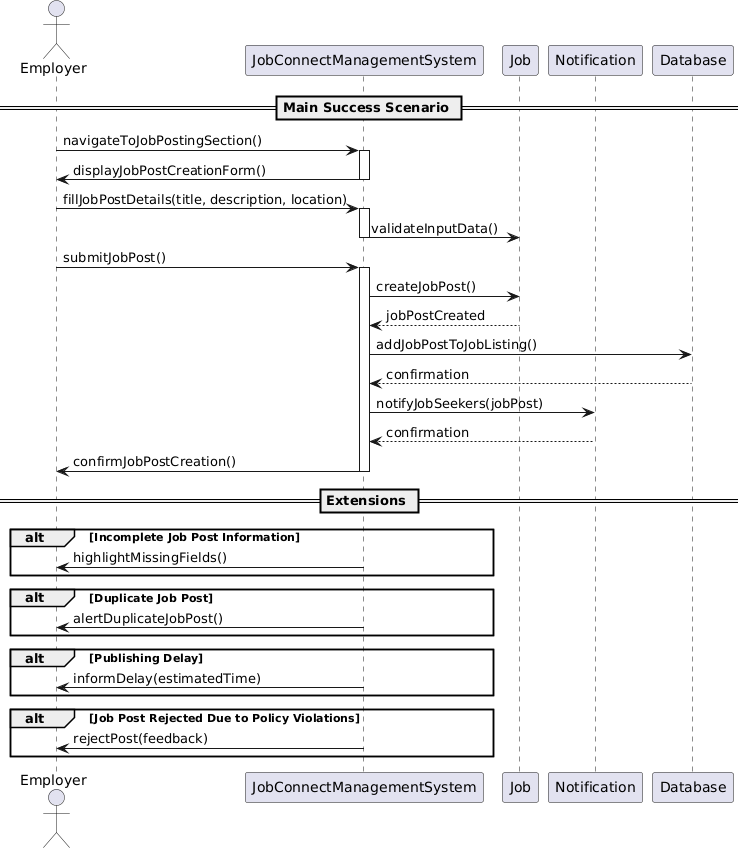 Employer
JobConnectManagementSystem
Job
Notification
Database
Main Success Scenario
navigateToJobPostingSection()
displayJobPostCreationForm()
fillJobPostDetails(title, description, location)
validateInputData()
submitJobPost()
createJobPost()
jobPostCreated
addJobPostToJobListing()
confirmation
notifyJobSeekers(jobPost)
confirmation
confirmJobPostCreation()
Extensions
alt [Incomplete Job Post Information]
highlightMissingFields()
alt [Duplicate Job Post]
alertDuplicateJobPost()
alt [Publishing Delay]
informDelay(estimatedTime)
alt [Job Post Rejected Due to Policy Violations]
rejectPost(feedback)
Employer
JobConnectManagementSystem
Job
Notification
Database